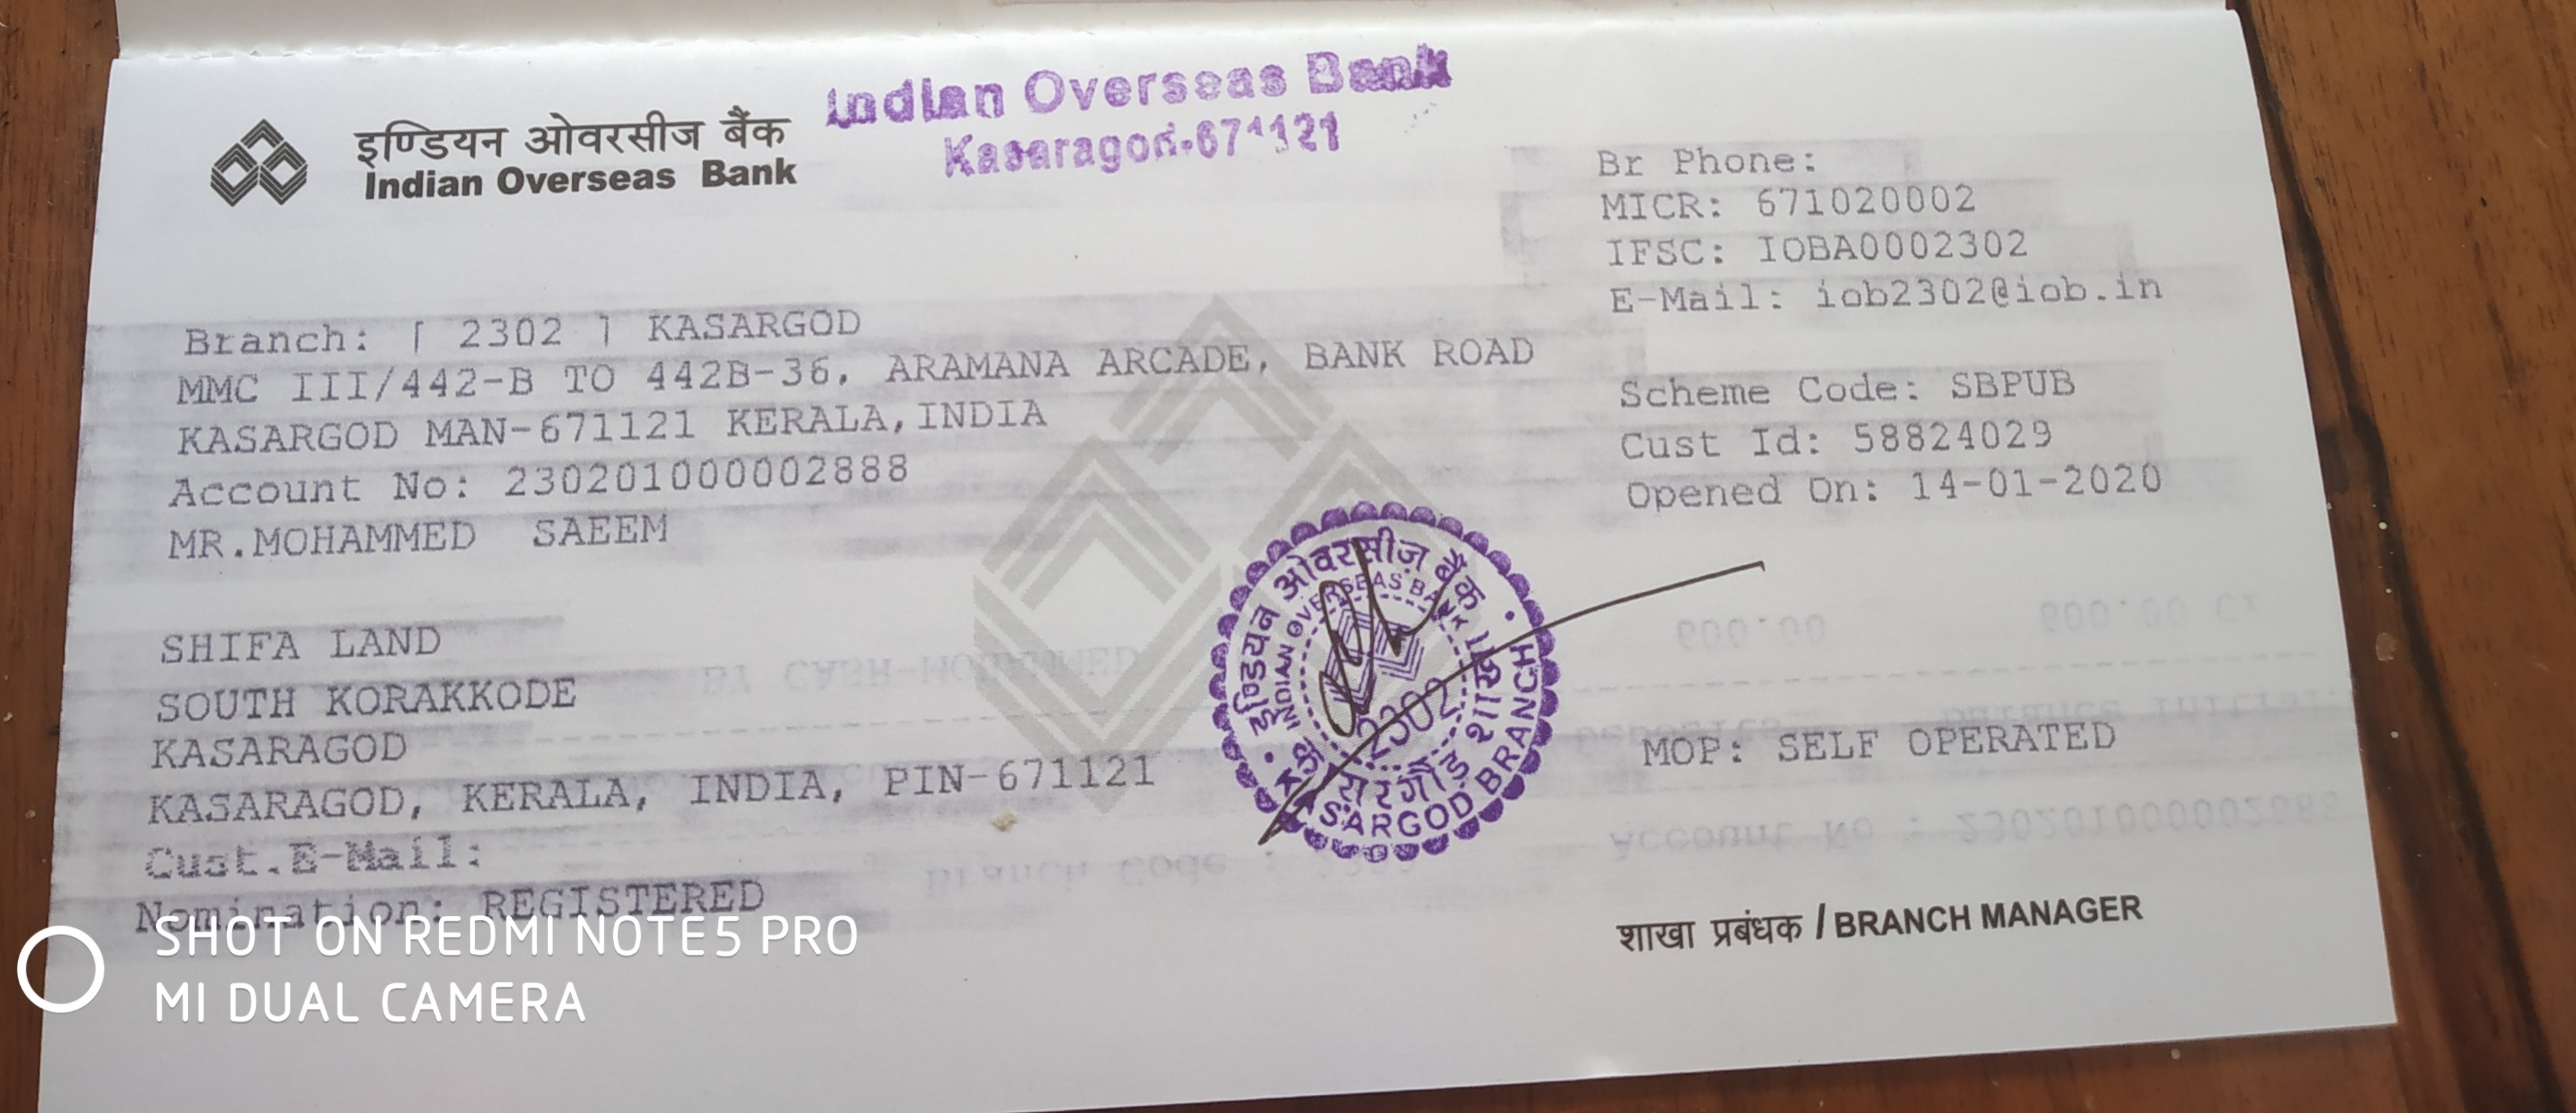 इण्डियन ओवरसीज बैंक
Indian Overseas Bank
Indian Overseas Bank
Kasaragod-671121
Br Phone:
MICR: 671020002
IFSC: IOBA0002302
E-Mail: iob2302@iob.in
Branch: [ 2302 ] KASARGOD
MMC III/442-B TO 442B-36, ARAMANA ARCADE, BANK ROAD
KASARGOD MAN-671121 KERALA,INDIA
Account No: 230201000002888
MR.MOHAMMED SAEEM
Scheme Code: SBPUB
Cust Id: 58824029
Opened On: 14-01-2020
SHIFA LAND
SOUTH KORAKKODE
KASARAGOD
KASARAGOD, KERALA, INDIA, PIN-671121
Cust.E-Mail:
Nomination: REGISTERED
इण्डियन ओवरसीज़ बैंक
INDIAN OVERSEAS BANK
2302
शाखा
KASARGOD BRANCH
MOP: SELF OPERATED
शाखा प्रबंधक / BRANCH MANAGER
SHOT ON REDMI NOTE5 PRO
MI DUAL CAMERA